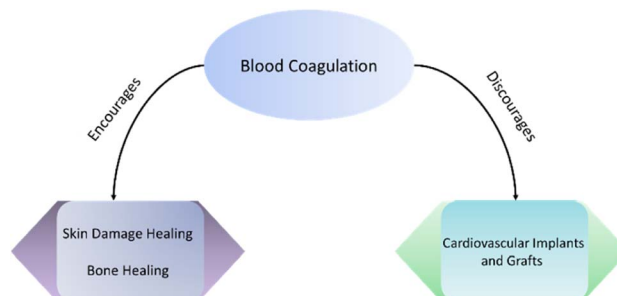 Blood Coagulation
Encourages
Discourages
Skin Damage Healing
Bone Healing
Cardiovascular Implants
and Grafts